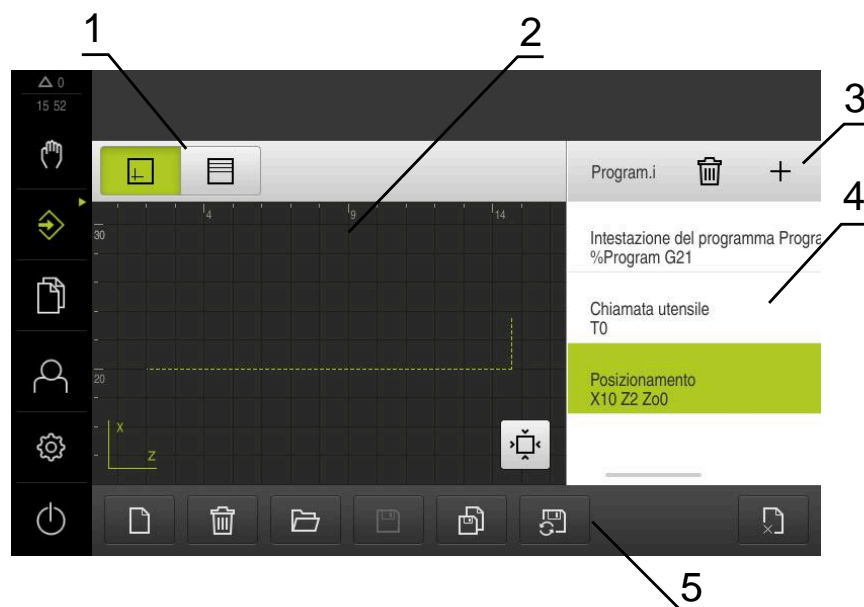 1
2
3
4
5
0
15 52
Program.i
4
9
14
30
20
X
Z
Intestazione del programma Progra
%Program G21
Chiamata utensile
T0
Posizionamento
X10 Z2 Zo0